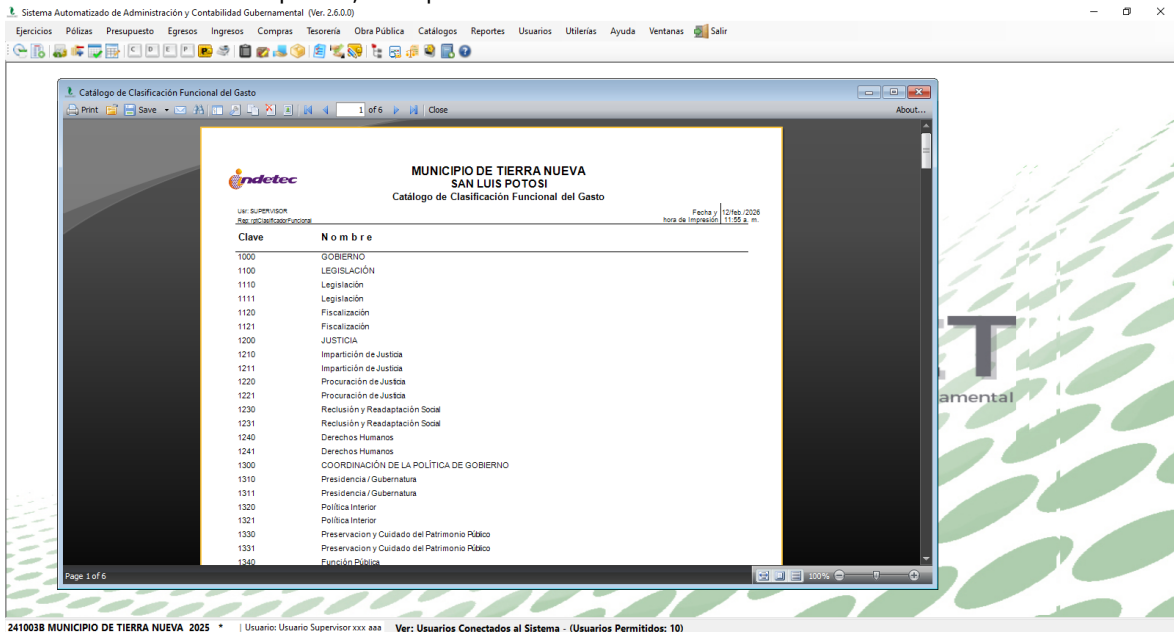 Sistema Automatizado de Administración y Contabilidad Gubernamental (Ver. 2.6.0.0)
Ejercicios Pólizas Presupuesto Egresos Ingresos Compras Tesorería Obra Pública Catálogos Reportes Usuarios Utilerías Ayuda Ventanas Salir
C D E P
Catálogo de Clasificación Funcional del Gasto
Print Save 1 of 6 Close About...
indetec
MUNICIPIO DE TIERRA NUEVA
SAN LUIS POTOSI
Catálogo de Clasificación Funcional del Gasto
Usr: SUPERVISOR
Rep: rptClasificadorFuncional
Fecha y 12/feb./2026
hora de Impresión 11:55 a. m.
Clave Nombre
1000 GOBIERNO
1100 LEGISLACIÓN
1110 Legislación
1111 Legislación
1120 Fiscalización
1121 Fiscalización
1200 JUSTICIA
1210 Impartición de Justicia
1211 Impartición de Justicia
1220 Procuración de Justicia
1221 Procuración de Justicia
1230 Reclusión y Readaptación Social
1231 Reclusión y Readaptación Social
1240 Derechos Humanos
1241 Derechos Humanos
1300 COORDINACIÓN DE LA POLÍTICA DE GOBIERNO
1310 Presidencia / Gubernatura
1311 Presidencia / Gubernatura
1320 Política Interior
1321 Política Interior
1330 Preservacion y Cuidado del Patrimonio Público
1331 Preservacion y Cuidado del Patrimonio Público
1340 Función Pública
T
amental
Page 1 of 6 100%
241003B MUNICIPIO DE TIERRA NUEVA 2025 * Usuario: Usuario Supervisor xxx aaa Ver: Usuarios Conectados al Sistema - (Usuarios Permitidos: 10)